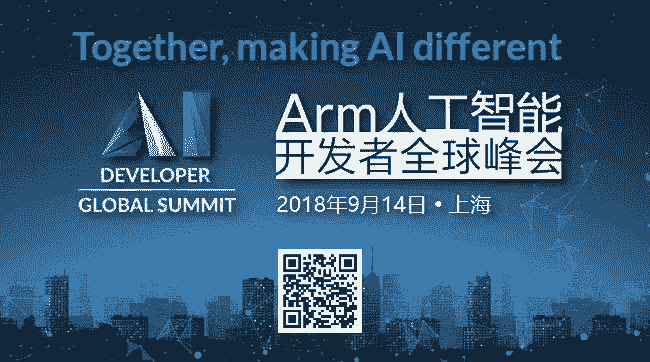 Together, making AI different
AI
DEVELOPER
GLOBAL SUMMIT
Arm人工智能
开发者全球峰会
2018年9月14日•上海